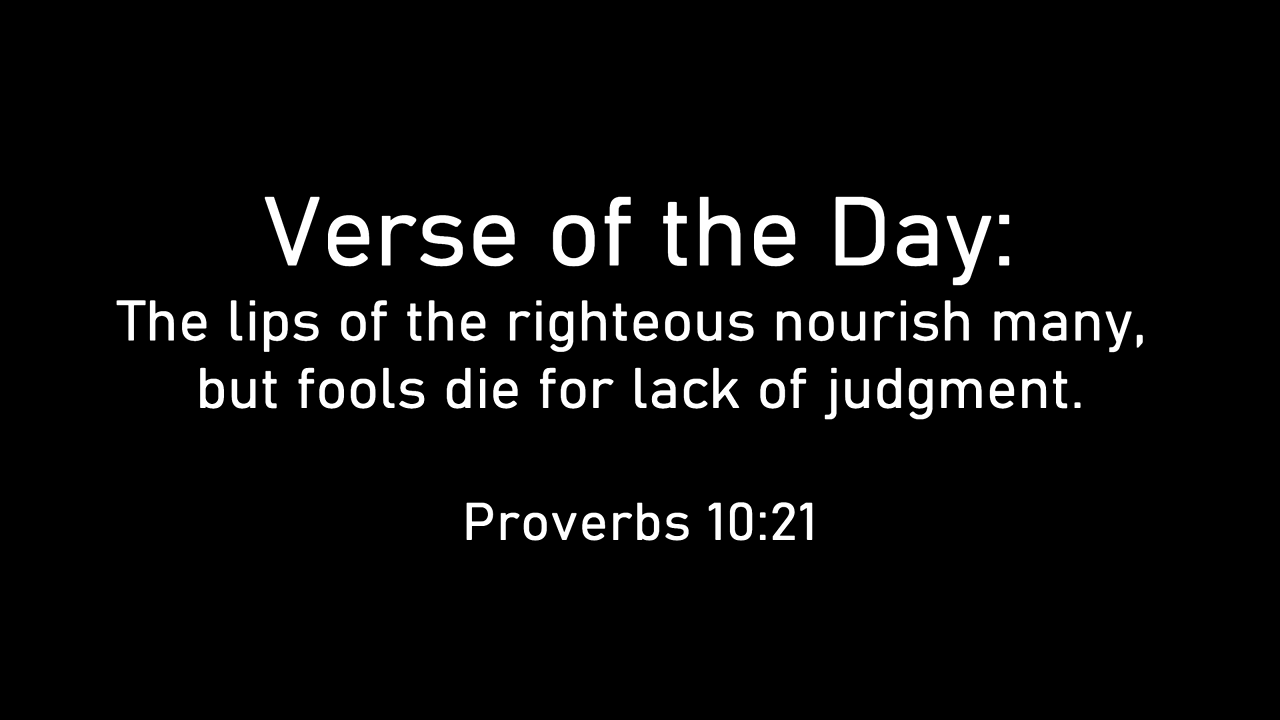 Verse of the Day:
The lips of the righteous nourish many,
but fools die for lack of judgment.
Proverbs 10:21